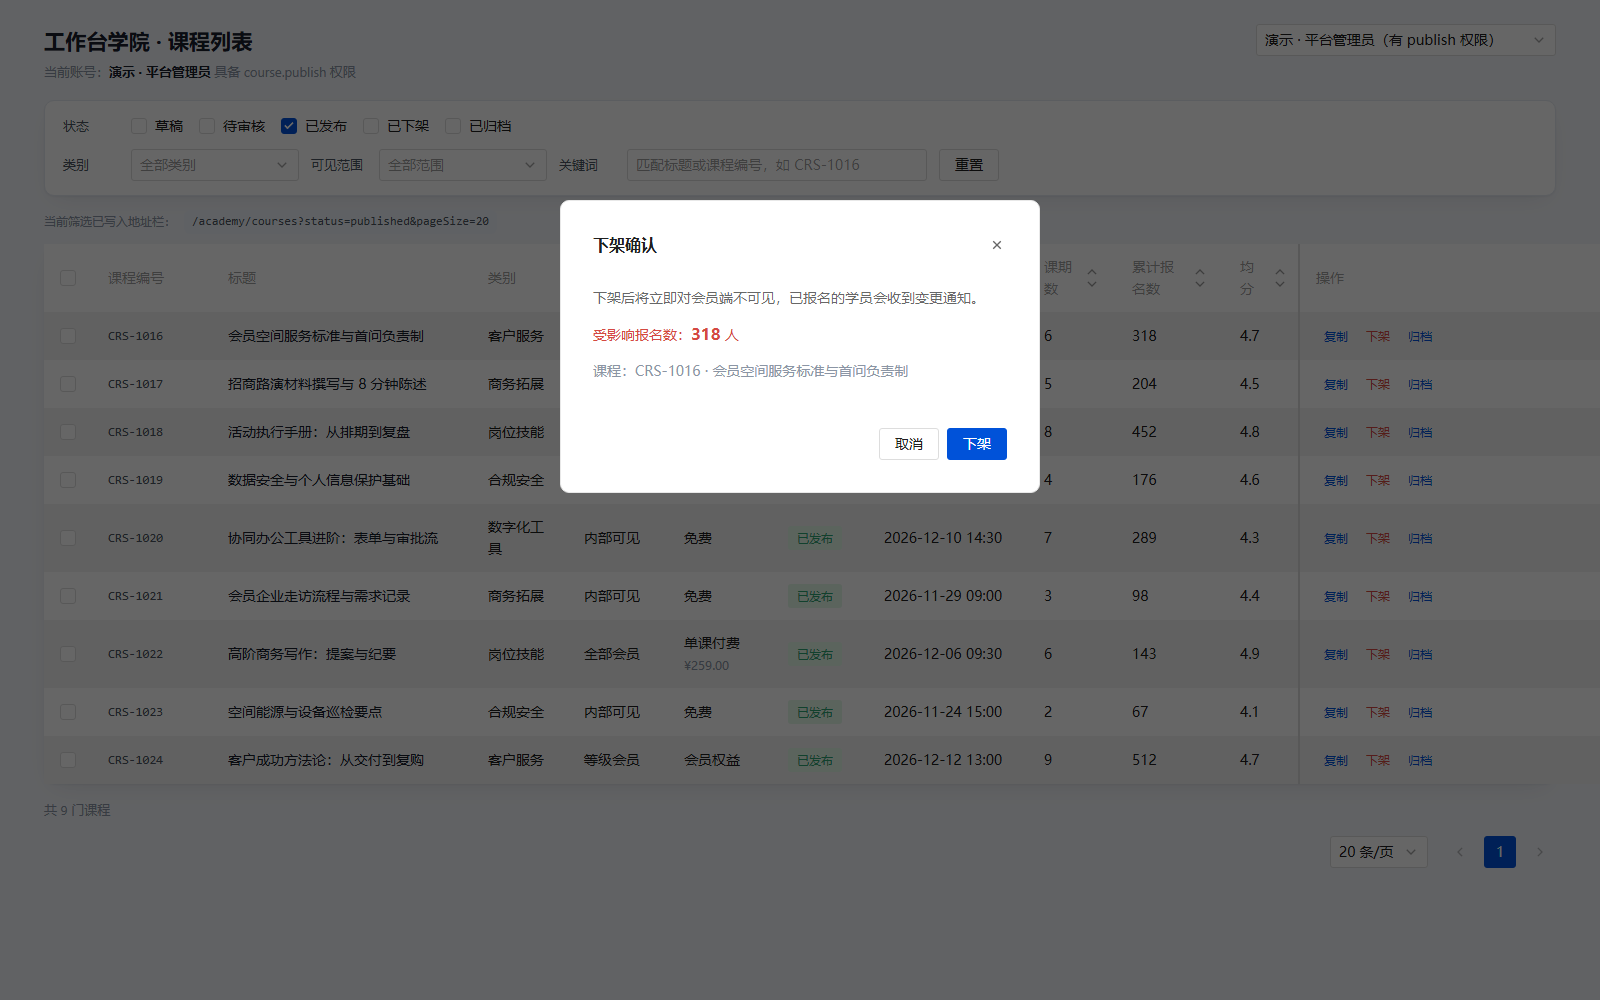 工作台学院 · 课程列表
演示 · 平台管理员（有 publish 权限）
当前账号：演示 · 平台管理员 具备 course.publish 权限
状态 草稿 待审核 已发布 已下架 已归档
类别 全部类别 可见范围 全部范围 关键词 匹配标题或课程编号，如 CRS-1016 重置
当前筛选已写入地址栏： /academy/courses?status=published&pageSize=20
下架确认
下架后将立即对会员端不可见，已报名的学员会收到变更通知。
受影响报名数：318 人
课程：CRS-1016 · 会员空间服务标准与首问负责制
取消 下架
课程编号 标题 类别 课期数 累计报名数 均分 操作
CRS-1016 会员空间服务标准与首问负责制 客户服务 6 318 4.7 复制 下架 归档
CRS-1017 招商路演材料撰写与 8 分钟陈述 商务拓展 5 204 4.5 复制 下架 归档
CRS-1018 活动执行手册：从排期到复盘 岗位技能 8 452 4.8 复制 下架 归档
CRS-1019 数据安全与个人信息保护基础 合规安全 4 176 4.6 复制 下架 归档
CRS-1020 协同办公工具进阶：表单与审批流 数字化工具 内部可见 免费 已发布 2026-12-10 14:30 7 289 4.3 复制 下架 归档
CRS-1021 会员企业走访流程与需求记录 商务拓展 内部可见 免费 已发布 2026-11-29 09:00 3 98 4.4 复制 下架 归档
CRS-1022 高阶商务写作：提案与纪要 岗位技能 全部会员 单课付费 ¥259.00 已发布 2026-12-06 09:30 6 143 4.9 复制 下架 归档
CRS-1023 空间能源与设备巡检要点 合规安全 内部可见 免费 已发布 2026-11-24 15:00 2 67 4.1 复制 下架 归档
CRS-1024 客户成功方法论：从交付到复购 客户服务 等级会员 会员权益 已发布 2026-12-12 13:00 9 512 4.7 复制 下架 归档
共 9 门课程
20 条/页 1